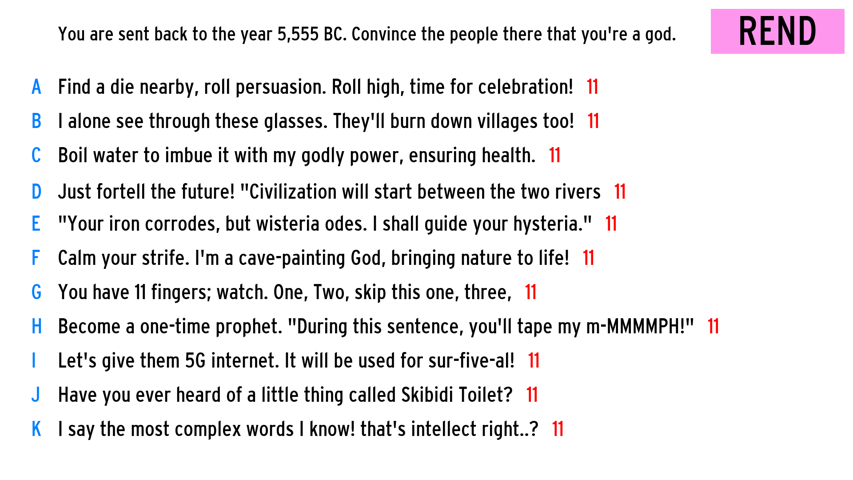 You are sent back to the year 5,555 BC. Convince the people there that you're a god.
REND
A Find a die nearby, roll persuasion. Roll high, time for celebration! 11
B I alone see through these glasses. They'll burn down villages too! 11
C Boil water to imbue it with my godly power, ensuring health. 11
D Just fortell the future! "Civilization will start between the two rivers 11
E "Your iron corrodes, but wisteria odes. I shall guide your hysteria." 11
F Calm your strife. I'm a cave-painting God, bringing nature to life! 11
G You have 11 fingers; watch. One, Two, skip this one, three, 11
H Become a one-time prophet. "During this sentence, you'll tape my m-MMMMPH!" 11
I Let's give them 5G internet. It will be used for sur-five-al! 11
J Have you ever heard of a little thing called Skibidi Toilet? 11
K I say the most complex words I know! that's intellect right..? 11